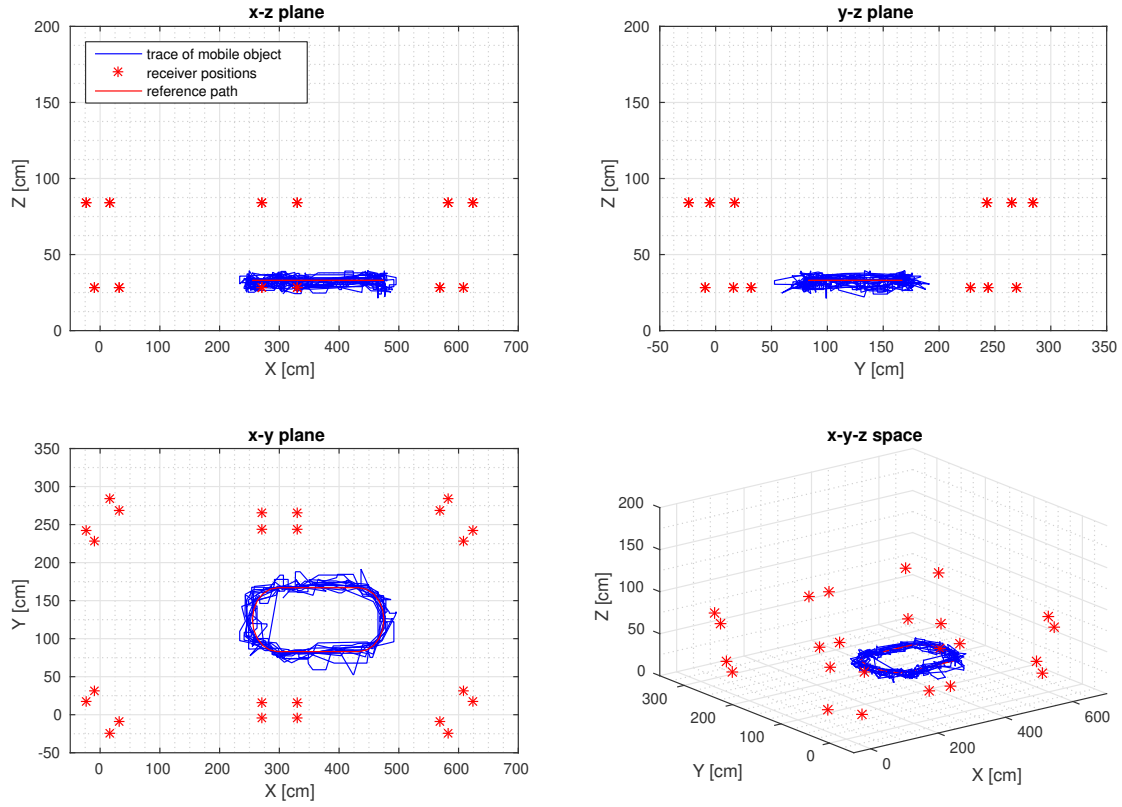 x-z plane
200
150
100
50
0
Z [cm]
trace of mobile object
receiver positions
reference path
0 100 200 300 400 500 600 700
X [cm]
y-z plane
200
150
100
50
0
Z [cm]
-50 0 50 100 150 200 250 300 350
Y [cm]
x-y plane
350
300
250
200
150
100
50
0
-50
Y [cm]
0 100 200 300 400 500 600 700
X [cm]
x-y-z space
200
150
100
50
0
Z [cm]
300
200
100
0
Y [cm]
0
200
400
600
X [cm]